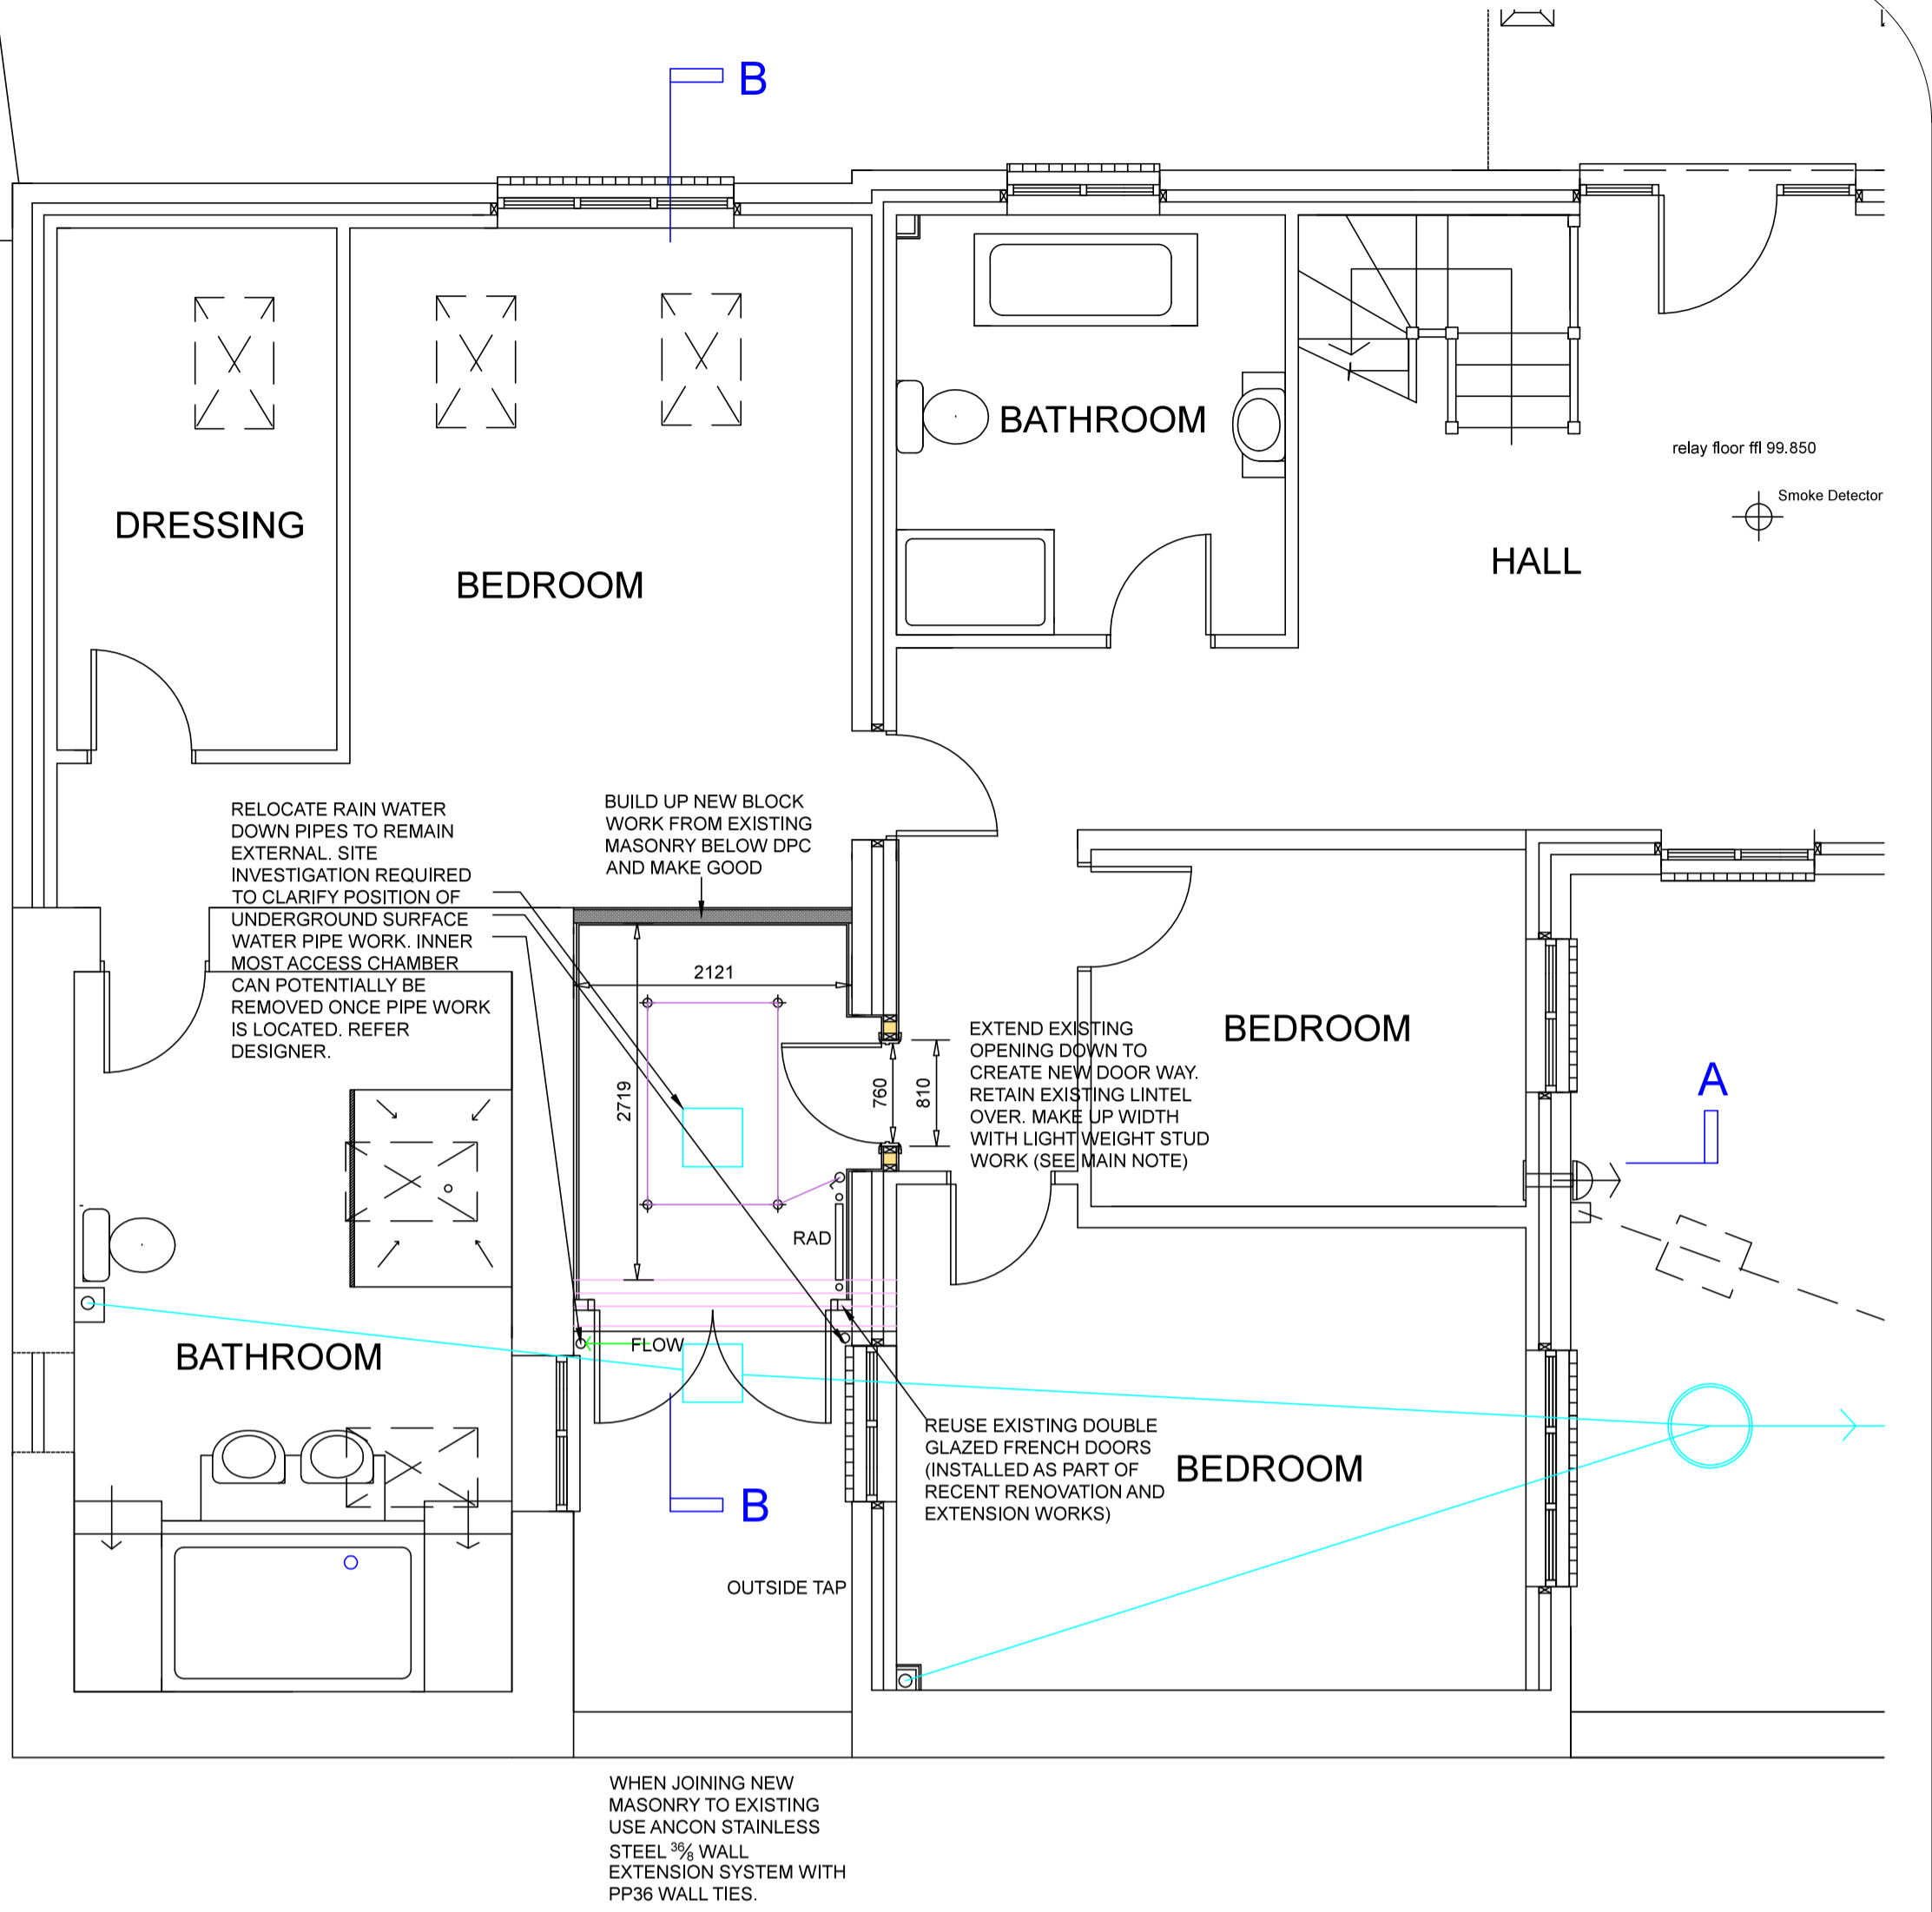 B
BATHROOM
relay floor ffl 99.850
Smoke Detector
DRESSING
BEDROOM
HALL
RELOCATE RAIN WATER
DOWN PIPES TO REMAIN
EXTERNAL. SITE
INVESTIGATION REQUIRED
TO CLARIFY POSITION OF
UNDERGROUND SURFACE
WATER PIPE WORK. INNER
MOST ACCESS CHAMBER
CAN POTENTIALLY BE
REMOVED ONCE PIPE WORK
IS LOCATED. REFER
DESIGNER.
BUILD UP NEW BLOCK
WORK FROM EXISTING
MASONRY BELOW DPC
AND MAKE GOOD
2121
2719
760
810
EXTEND EXISTING
OPENING DOWN TO
CREATE NEW DOOR WAY.
RETAIN EXISTING LINTEL
OVER. MAKE UP WIDTH
WITH LIGHT WEIGHT STUD
WORK (SEE MAIN NOTE)
BEDROOM
A
RAD
FLOW
BATHROOM
REUSE EXISTING DOUBLE
GLAZED FRENCH DOORS
(INSTALLED AS PART OF
RECENT RENOVATION AND
EXTENSION WORKS)
BEDROOM
B
OUTSIDE TAP
WHEN JOINING NEW
MASONRY TO EXISTING
USE ANCON STAINLESS
STEEL 36/8 WALL
EXTENSION SYSTEM WITH
PP36 WALL TIES.